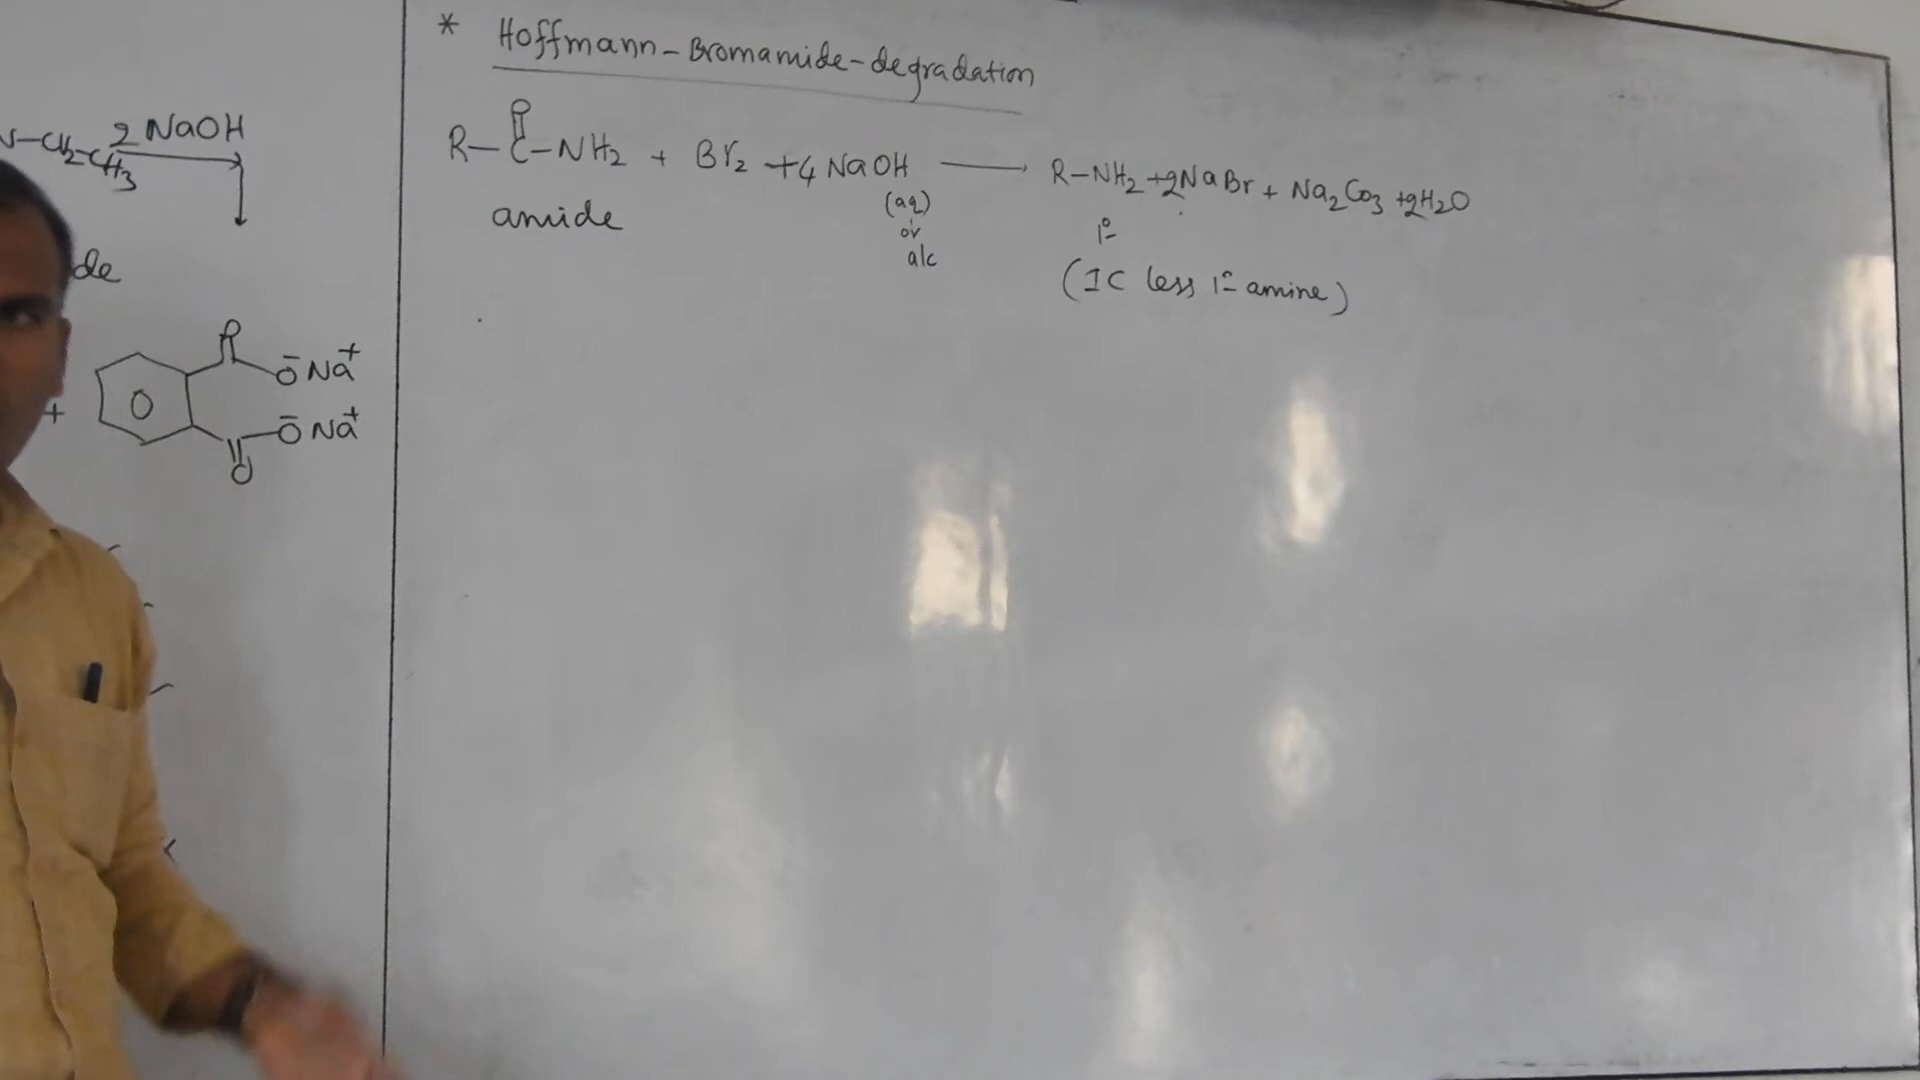 * Hoffmann-Bromamide-degradation
R-C-NH₂ + Br₂ + 4 NaOH → R-NH₂ + 2NaBr + Na₂Co₃ + 2H₂O
O
amide
(aq)
or
alc
1°
(1C less 1° amine)
-CH₂-CH₃
2 NaOH
de
O
ŌNa⁺
+
ŌNa⁺
O